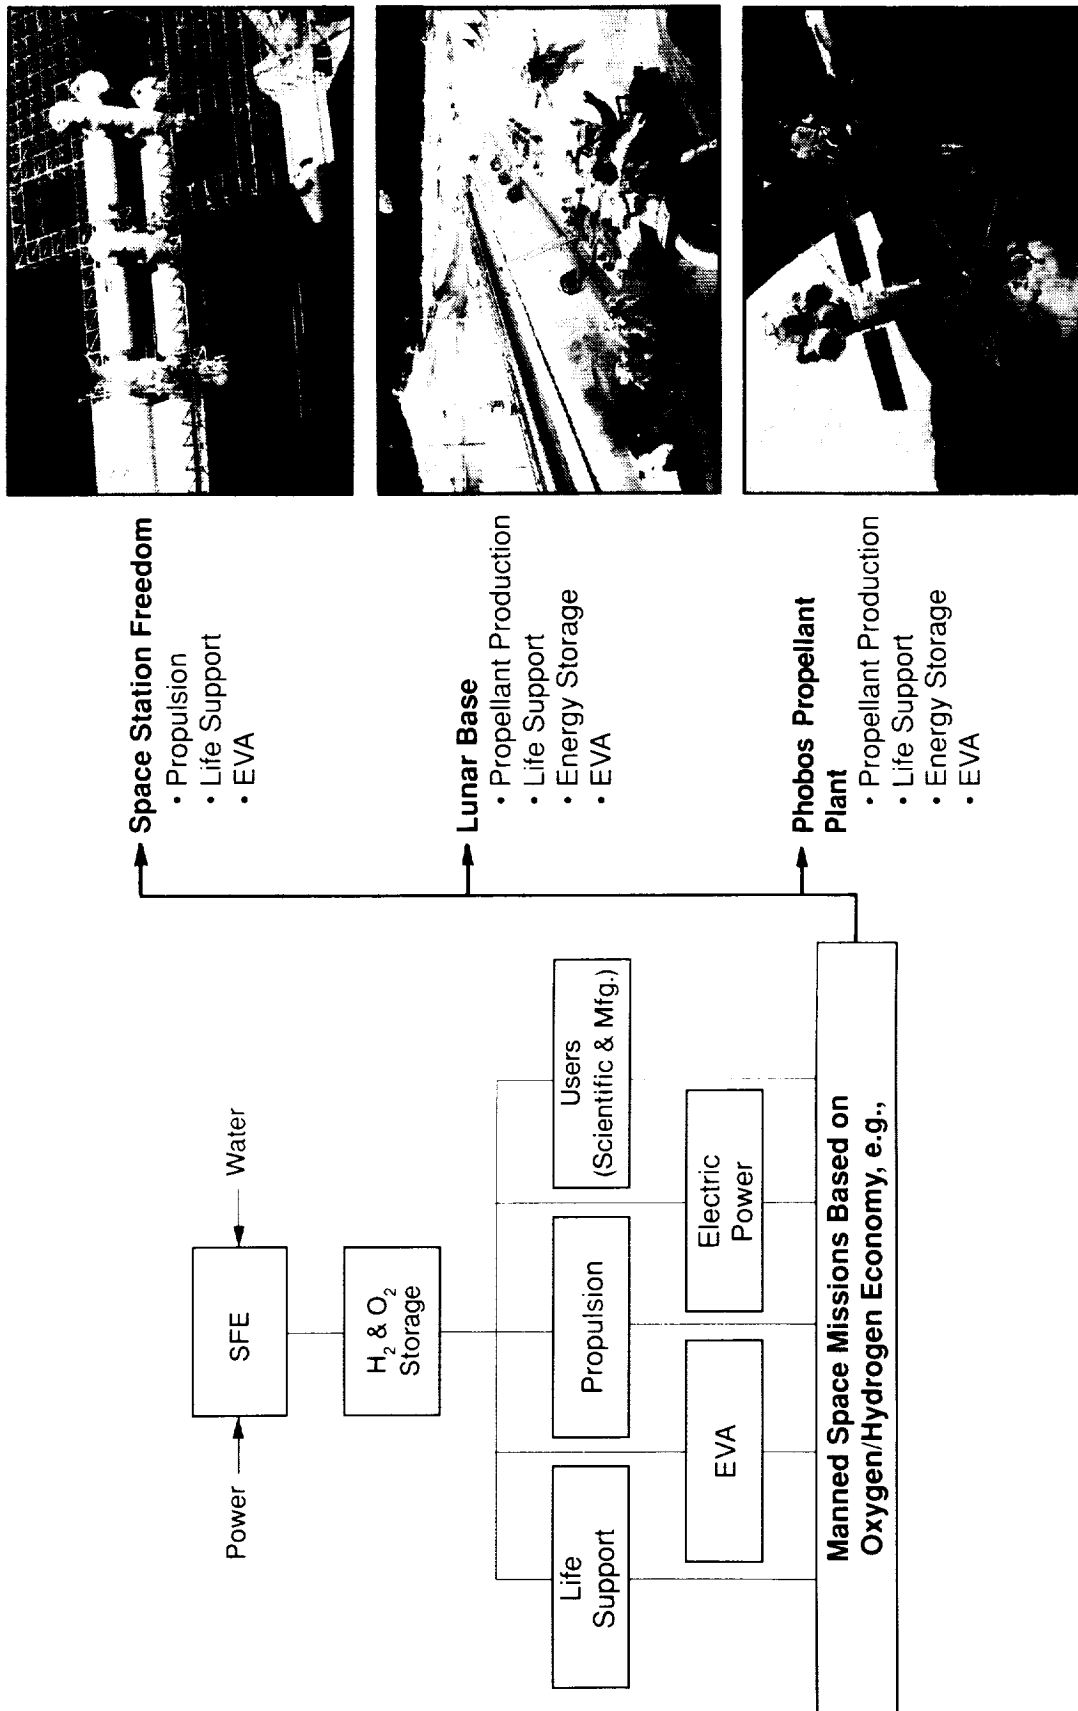 Power
Water
SFE
H₂ & O₂
Storage
Life
Support
Propulsion
Users
(Scientific & Mfg.)
EVA
Electric
Power
Manned Space Missions Based on
Oxygen/Hydrogen Economy, e.g.,
Space Station Freedom
• Propulsion
• Life Support
• EVA
Lunar Base
• Propellant Production
• Life Support
• Energy Storage
• EVA
Phobos Propellant
Plant
• Propellant Production
• Life Support
• Energy Storage
• EVA